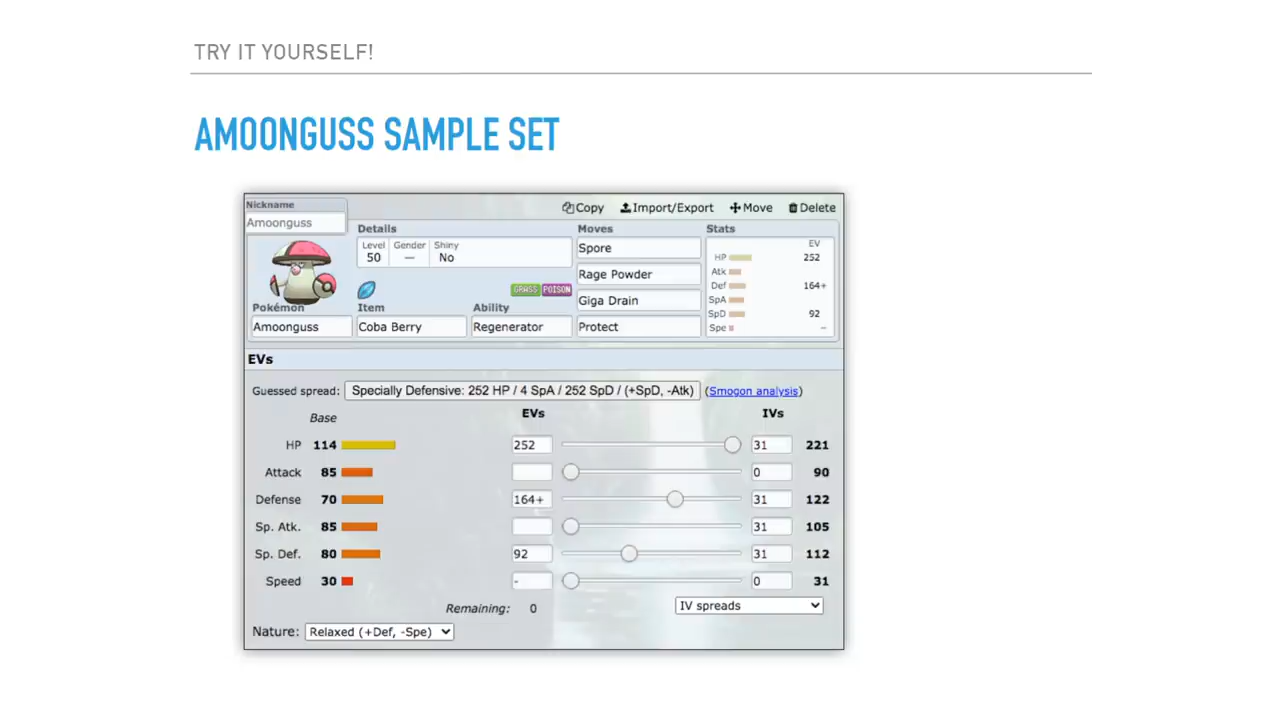 TRY IT YOURSELF!
AMOONGUSS SAMPLE SET
Nickname
Amoonguss
Copy Import/Export Move Delete
Details
Level Gender Shiny
50 — No
GRASS POISON
Pokémon
Amoonguss
Item
Coba Berry
Ability
Regenerator
Moves
Spore
Rage Powder
Giga Drain
Protect
Stats
EV
HP 252
Atk
Def 164+
SpA
SpD 92
Spe –
EVs
Guessed spread: Specially Defensive: 252 HP / 4 SpA / 252 SpD / (+SpD, -Atk) (Smogon analysis)
Base EVs IVs
HP 114 252 31 221
Attack 85 0 90
Defense 70 164+ 31 122
Sp. Atk. 85 31 105
Sp. Def. 80 92 31 112
Speed 30 - 0 31
Remaining: 0 IV spreads
Nature: Relaxed (+Def, -Spe)